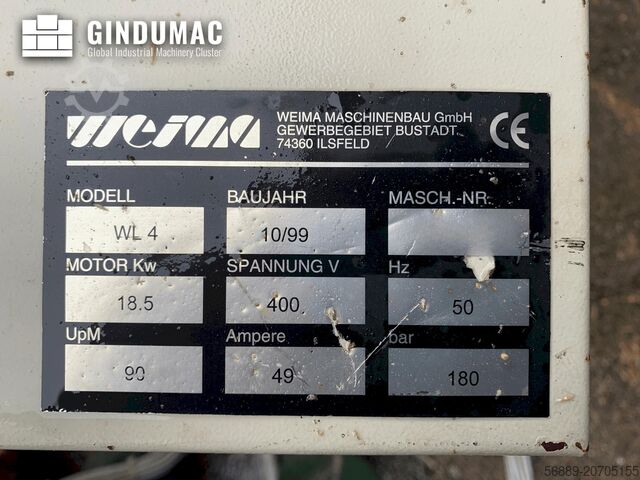 GINDUMAC
Global Industrial Machinery Cluster
Weima
WEIMA MASCHINENBAU GmbH
GEWERBEGEBIET BUSTADT
74360 ILSFELD
CE
MODELL BAUJAHR MASCH.-NR.
WL 4 10/99
MOTOR Kw SPANNUNG V Hz
18.5 400 50
UpM Ampere bar
90 49 180
56889-20705155